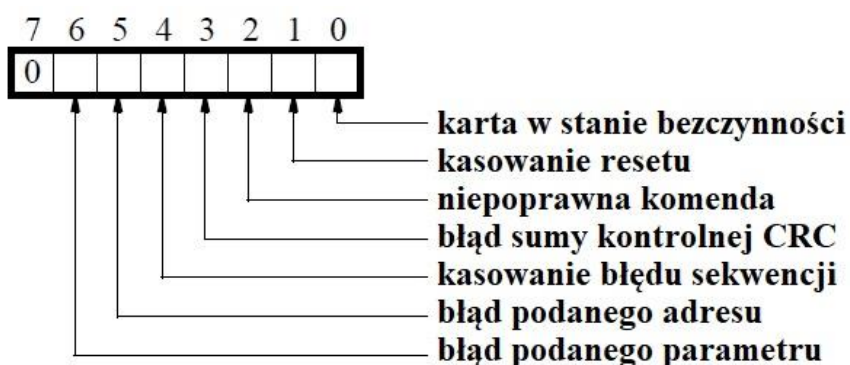 7 6 5 4 3 2 1 0
0
karta w stanie bezczynności
kasowanie resetu
niepoprawna komenda
błąd sumy kontrolnej CRC
kasowanie błędu sekwencji
błąd podanego adresu
błąd podanego parametru